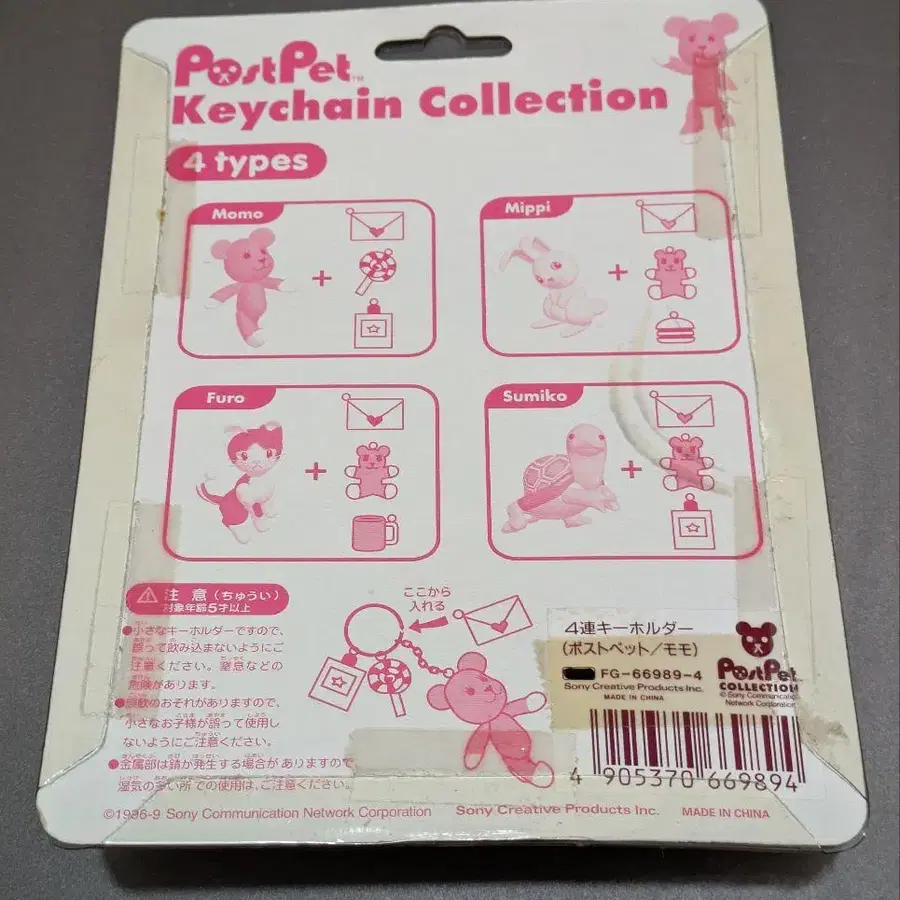 PostPet™
Keychain Collection
4 types
Momo
Mippi
Furo
Sumiko
注意(ちゅうい)
対象年齢5才以上
●小さなキーホルダーですので、
誤って飲み込まないようにご
注意ください。窒息などの
危険があります。
●誤飲のおそれがありますので、
小さなお子様が誤って使用し
ないようにご注意ください。
●金属部は錆が発生する場合がありますので
湿気の多い所での使用は、ご注意ください。
ここから
入れる
4連キーホルダー
(ポストペット/モモ)
FG-66989-4
Sony Creative Products Inc.
MADE IN CHINA
PostPet
COLLECTION
© Sony Communication
Network Corporation
4 905370 669894
©1996-9 Sony Communication Network Corporation
Sony Creative Products Inc.
MADE IN CHINA